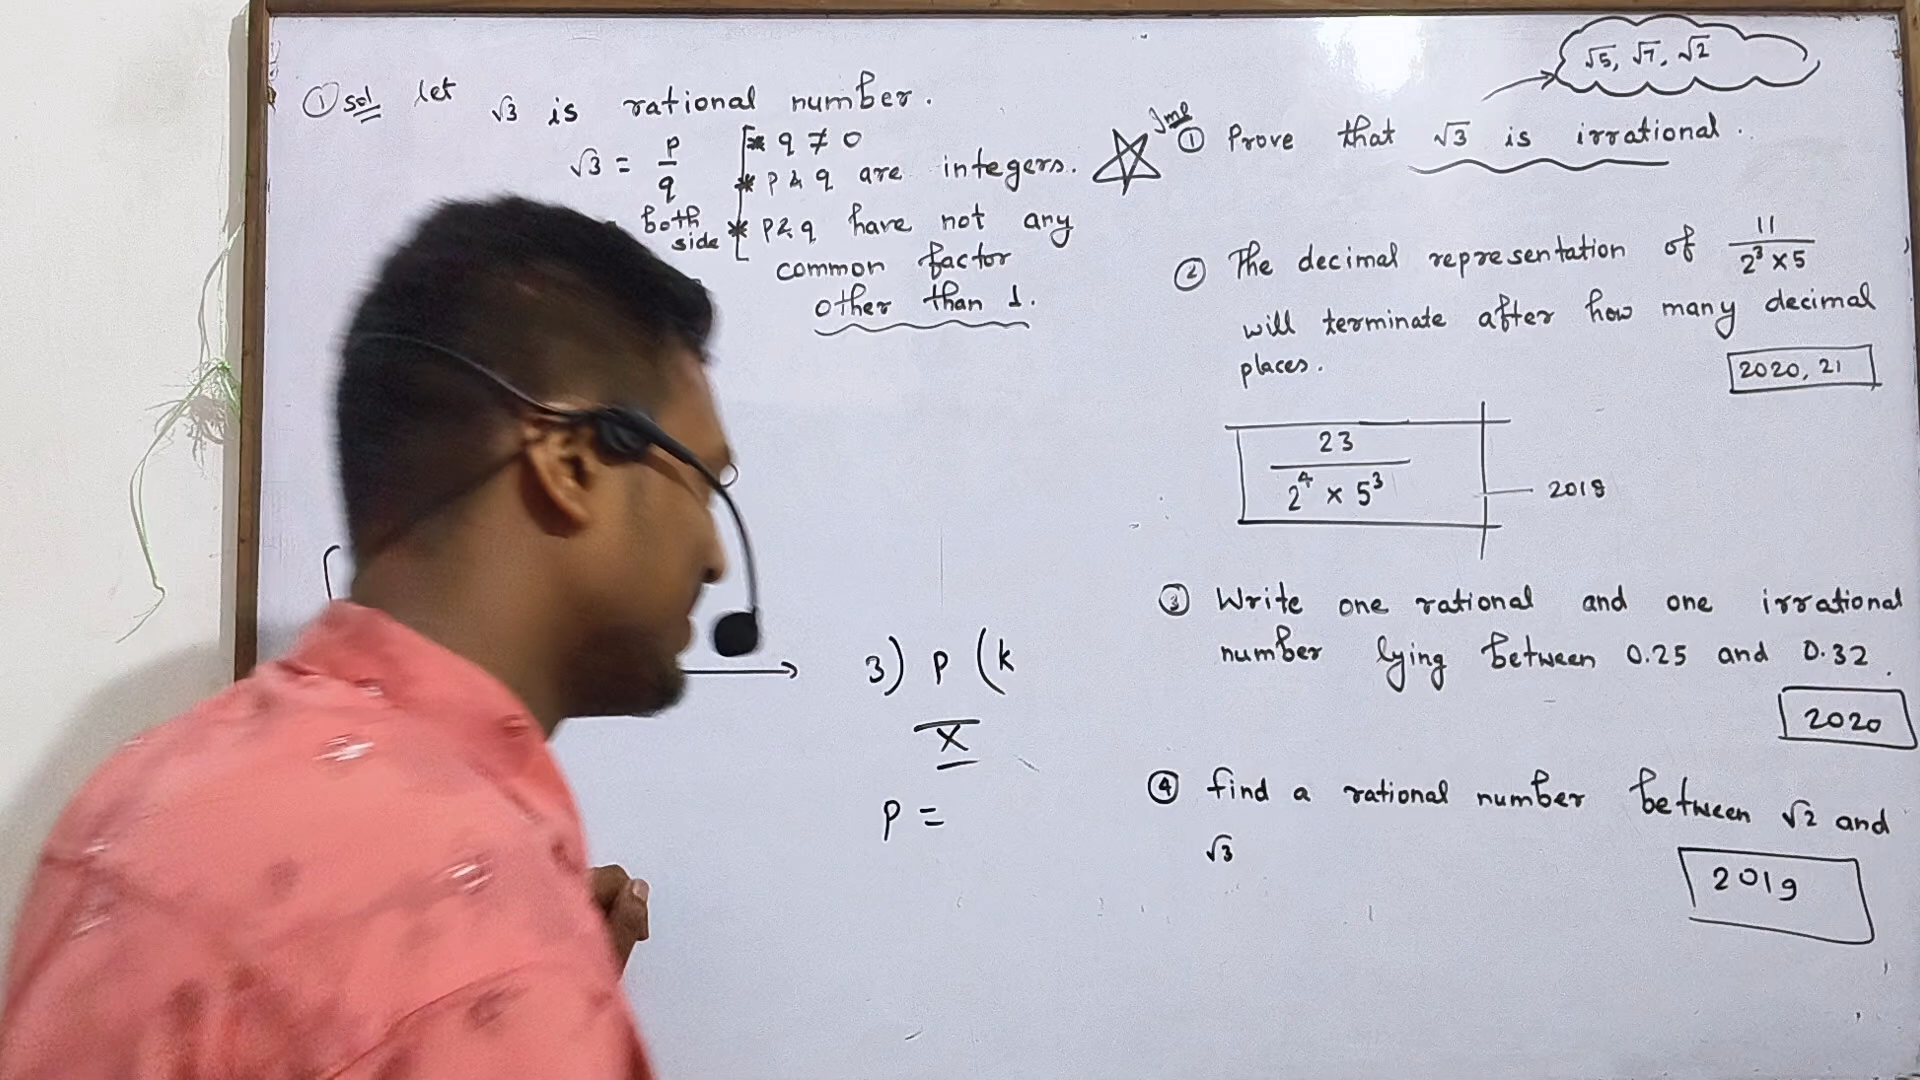 ① Sol let √3 is rational number.
√3 = p/q
* q ≠ 0
* p & q are integers.
both side
* p & q have not any
common factor
other than 1.
3) p (k
x
p =
√5, √7, √2
Imp
① Prove that √3 is irrational.
② The decimal representation of 11/2³ × 5
will terminate after how many decimal
places.
2020, 21
23/2⁴ × 5³
2018
③ Write one rational and one irrational
number lying between 0.25 and 0.32.
2020
④ find a rational number between √2 and
√3
2019